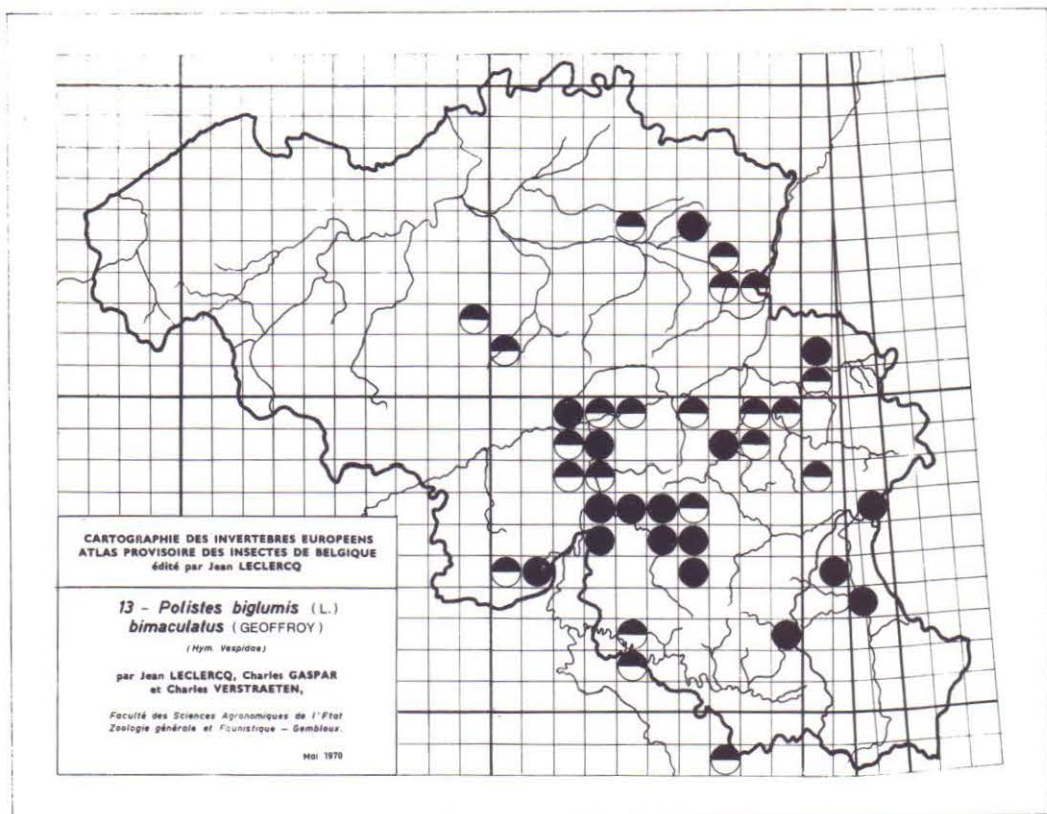 CARTOGRAPHIE DES INVERTEBRES EUROPEENS
ATLAS PROVISOIRE DES INSECTES DE BELGIQUE
édité par Jean LECLERCQ
13 – Polistes biglumis (L.)
bimaculatus (GEOFFROY)
(Hym. Vespidae)
par Jean LECLERCQ, Charles GASPAR
et Charles VERSTRAETEN,
Faculté des Sciences Agronomiques de l'Etat
Zoologie générale et Faunistique – Gembloux.
Mai 1970